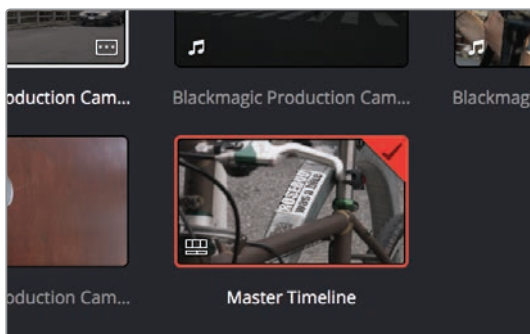 oduction Cam...
Blackmagic Production Cam...
Blackmag
oduction Cam...
Master Timeline